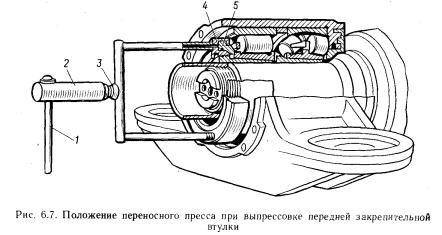 4 5
2
3
1
Рис. 6.7. Положение переносного пресса при выпрессовке передней закрепительной
втулки